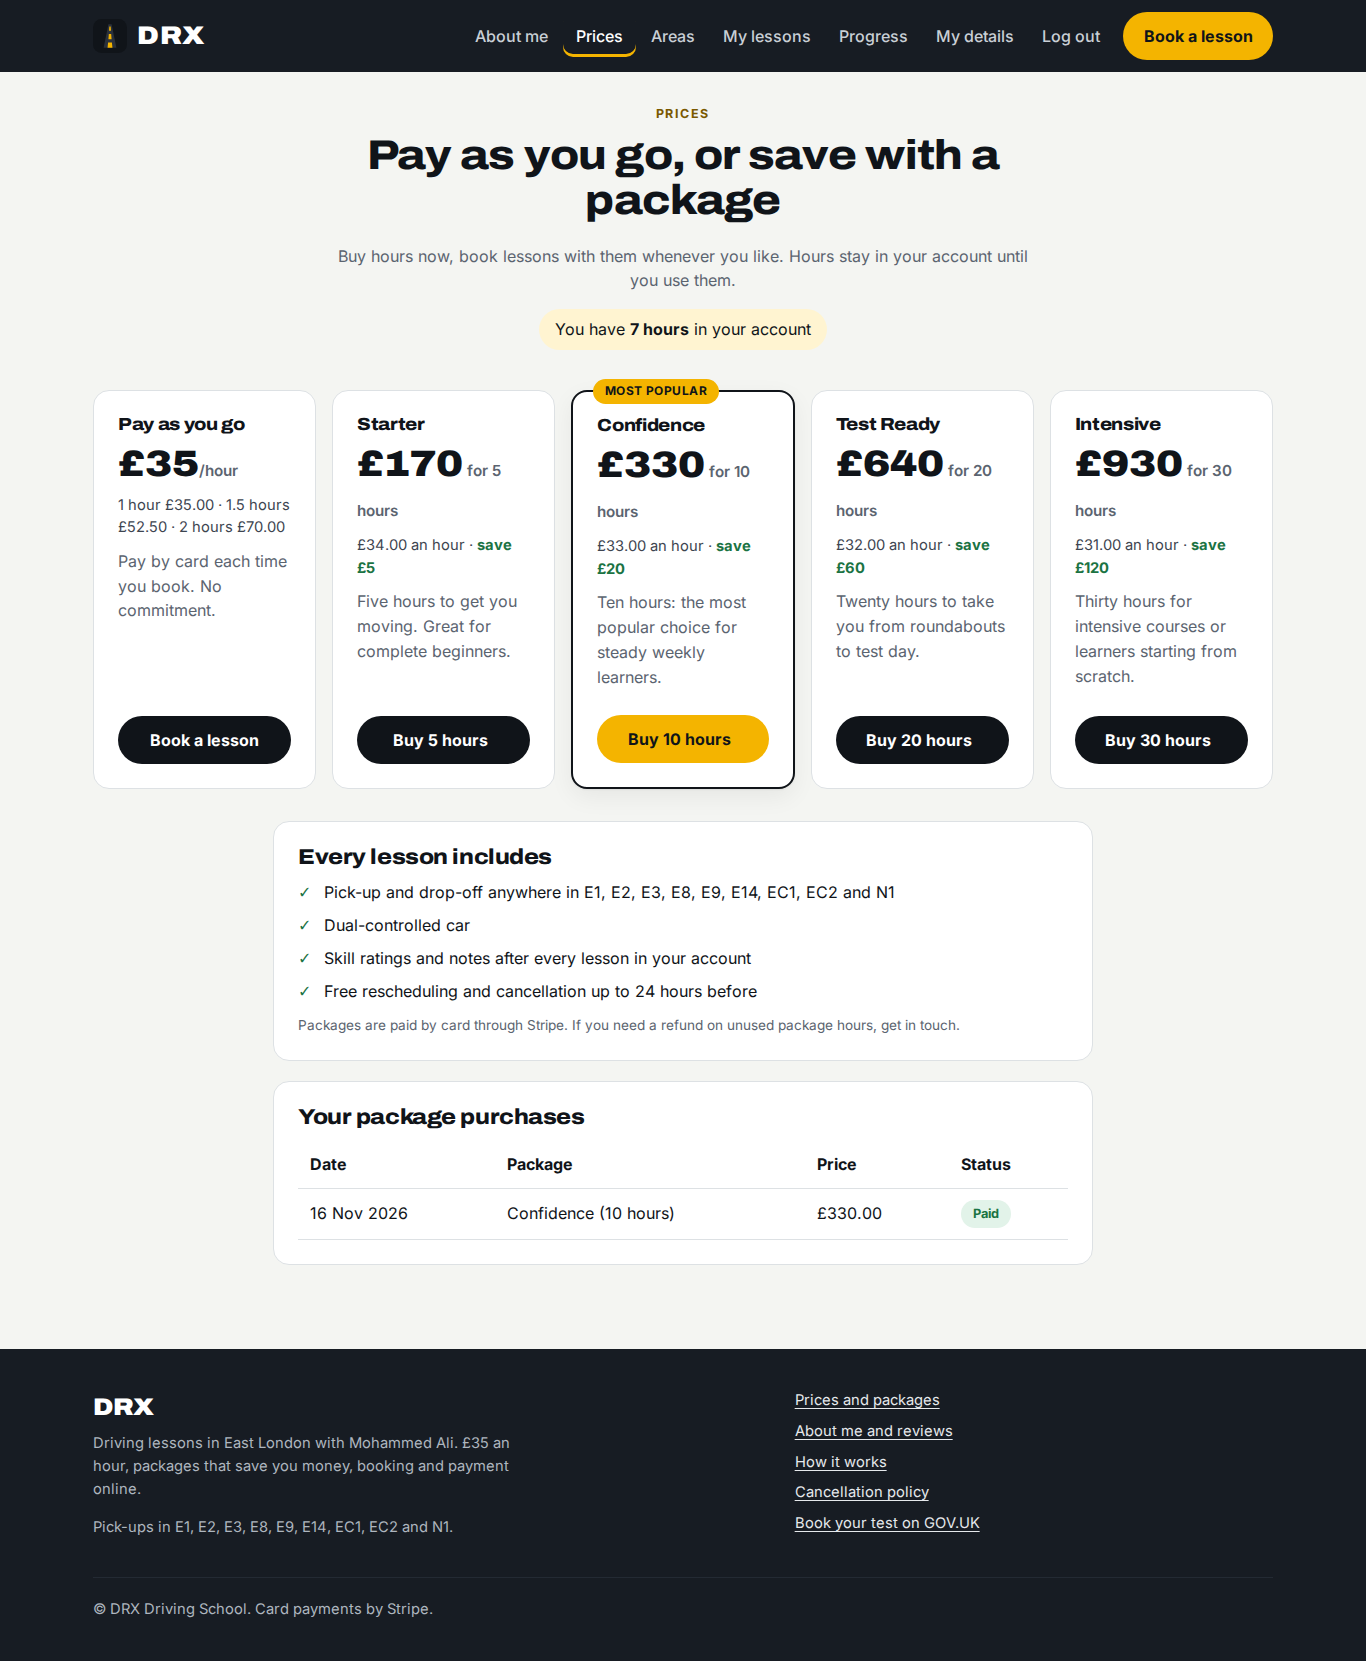 DRX
About me
Prices
Areas
My lessons
Progress
My details
Log out
Book a lesson
PRICES
Pay as you go, or save with a
package
Buy hours now, book lessons with them whenever you like. Hours stay in your account until
you use them.
You have 7 hours in your account
Pay as you go
£35/hour
1 hour £35.00 · 1.5 hours
£52.50 · 2 hours £70.00
Pay by card each time
you book. No
commitment.
Book a lesson
Starter
£170 for 5
hours
£34.00 an hour · save
£5
Five hours to get you
moving. Great for
complete beginners.
Buy 5 hours
MOST POPULAR
Confidence
£330 for 10
hours
£33.00 an hour · save
£20
Ten hours: the most
popular choice for
steady weekly
learners.
Buy 10 hours
Test Ready
£640 for 20
hours
£32.00 an hour · save
£60
Twenty hours to take
you from roundabouts
to test day.
Buy 20 hours
Intensive
£930 for 30
hours
£31.00 an hour · save
£120
Thirty hours for
intensive courses or
learners starting from
scratch.
Buy 30 hours
Every lesson includes
✓ Pick-up and drop-off anywhere in E1, E2, E3, E8, E9, E14, EC1, EC2 and N1
✓ Dual-controlled car
✓ Skill ratings and notes after every lesson in your account
✓ Free rescheduling and cancellation up to 24 hours before
Packages are paid by card through Stripe. If you need a refund on unused package hours, get in touch.
Your package purchases
Date Package Price Status
16 Nov 2026 Confidence (10 hours) £330.00 Paid
DRX
Driving lessons in East London with Mohammed Ali. £35 an
hour, packages that save you money, booking and payment
online.
Pick-ups in E1, E2, E3, E8, E9, E14, EC1, EC2 and N1.
Prices and packages
About me and reviews
How it works
Cancellation policy
Book your test on GOV.UK
© DRX Driving School. Card payments by Stripe.